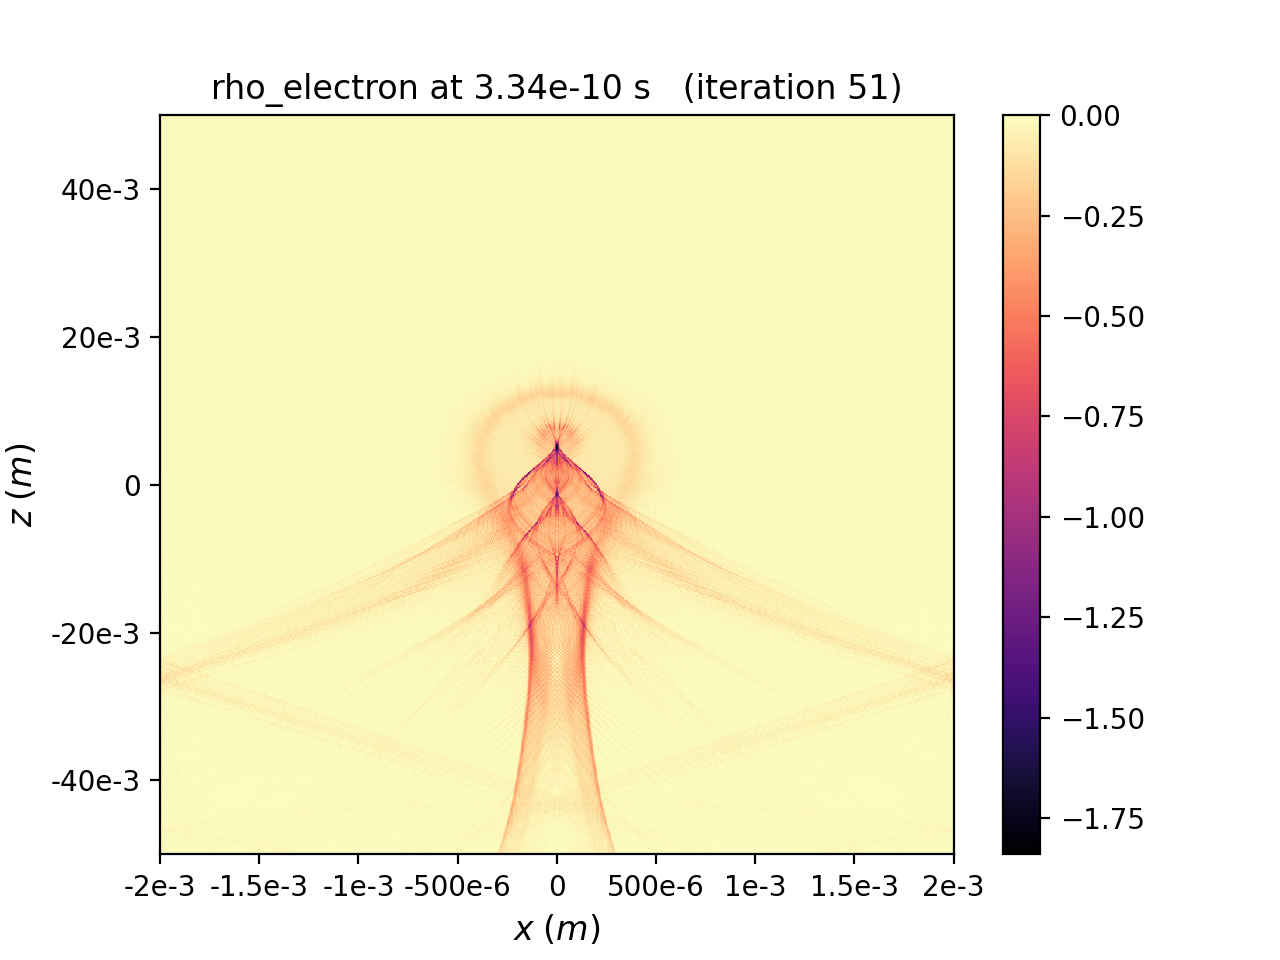 rho_electron at 3.34e-10 s   (iteration 51)
40e-3
20e-3
0
-20e-3
-40e-3
z (m)
-2e-3 -1.5e-3 -1e-3 -500e-6 0 500e-6 1e-3 1.5e-3 2e-3
x (m)
0.00
−0.25
−0.50
−0.75
−1.00
−1.25
−1.50
−1.75